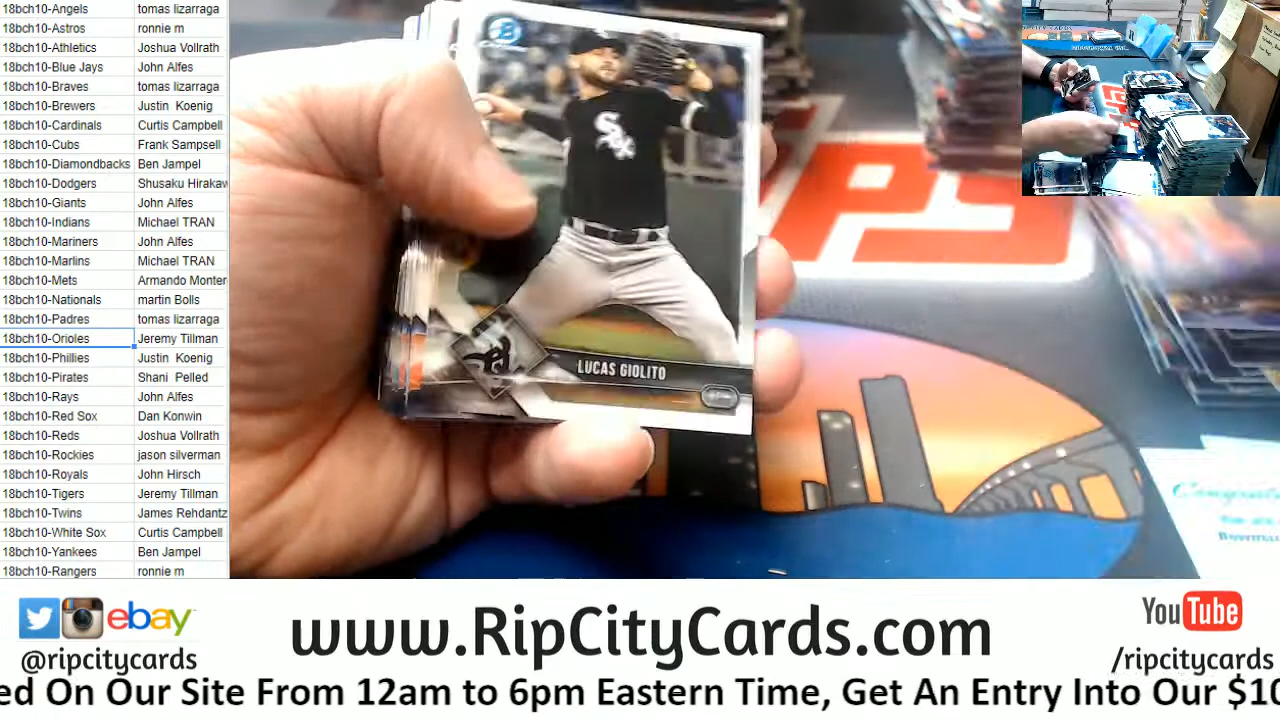 18bch10-Angels tomas lizarraga
18bch10-Astros ronnie m
18bch10-Athletics Joshua Vollrath
18bch10-Blue Jays John Alfes
18bch10-Braves tomas lizarraga
18bch10-Brewers Justin Koenig
18bch10-Cardinals Curtis Campbell
18bch10-Cubs Frank Sampsell
18bch10-Diamondbacks Ben Jampel
18bch10-Dodgers Shusaku Hirakaw
18bch10-Giants John Alfes
18bch10-Indians Michael TRAN
18bch10-Mariners John Alfes
18bch10-Marlins Michael TRAN
18bch10-Mets Armando Monter
18bch10-Nationals martin Bolls
18bch10-Padres tomas lizarraga
18bch10-Orioles Jeremy Tillman
18bch10-Phillies Justin Koenig
18bch10-Pirates Shani Pelled
18bch10-Rays John Alfes
18bch10-Red Sox Dan Konwin
18bch10-Reds Joshua Vollrath
18bch10-Rockies jason silverman
18bch10-Royals John Hirsch
18bch10-Tigers Jeremy Tillman
18bch10-Twins James Rehdantz
18bch10-White Sox Curtis Campbell
18bch10-Yankees Ben Jampel
18bch10-Rangers ronnie m
Sox
LUCAS GIOLITO
PS
ebay
@ripcitycards
www.RipCityCards.com
YouTube
/ripcitycards
ed On Our Site From 12am to 6pm Eastern Time, Get An Entry Into Our $10